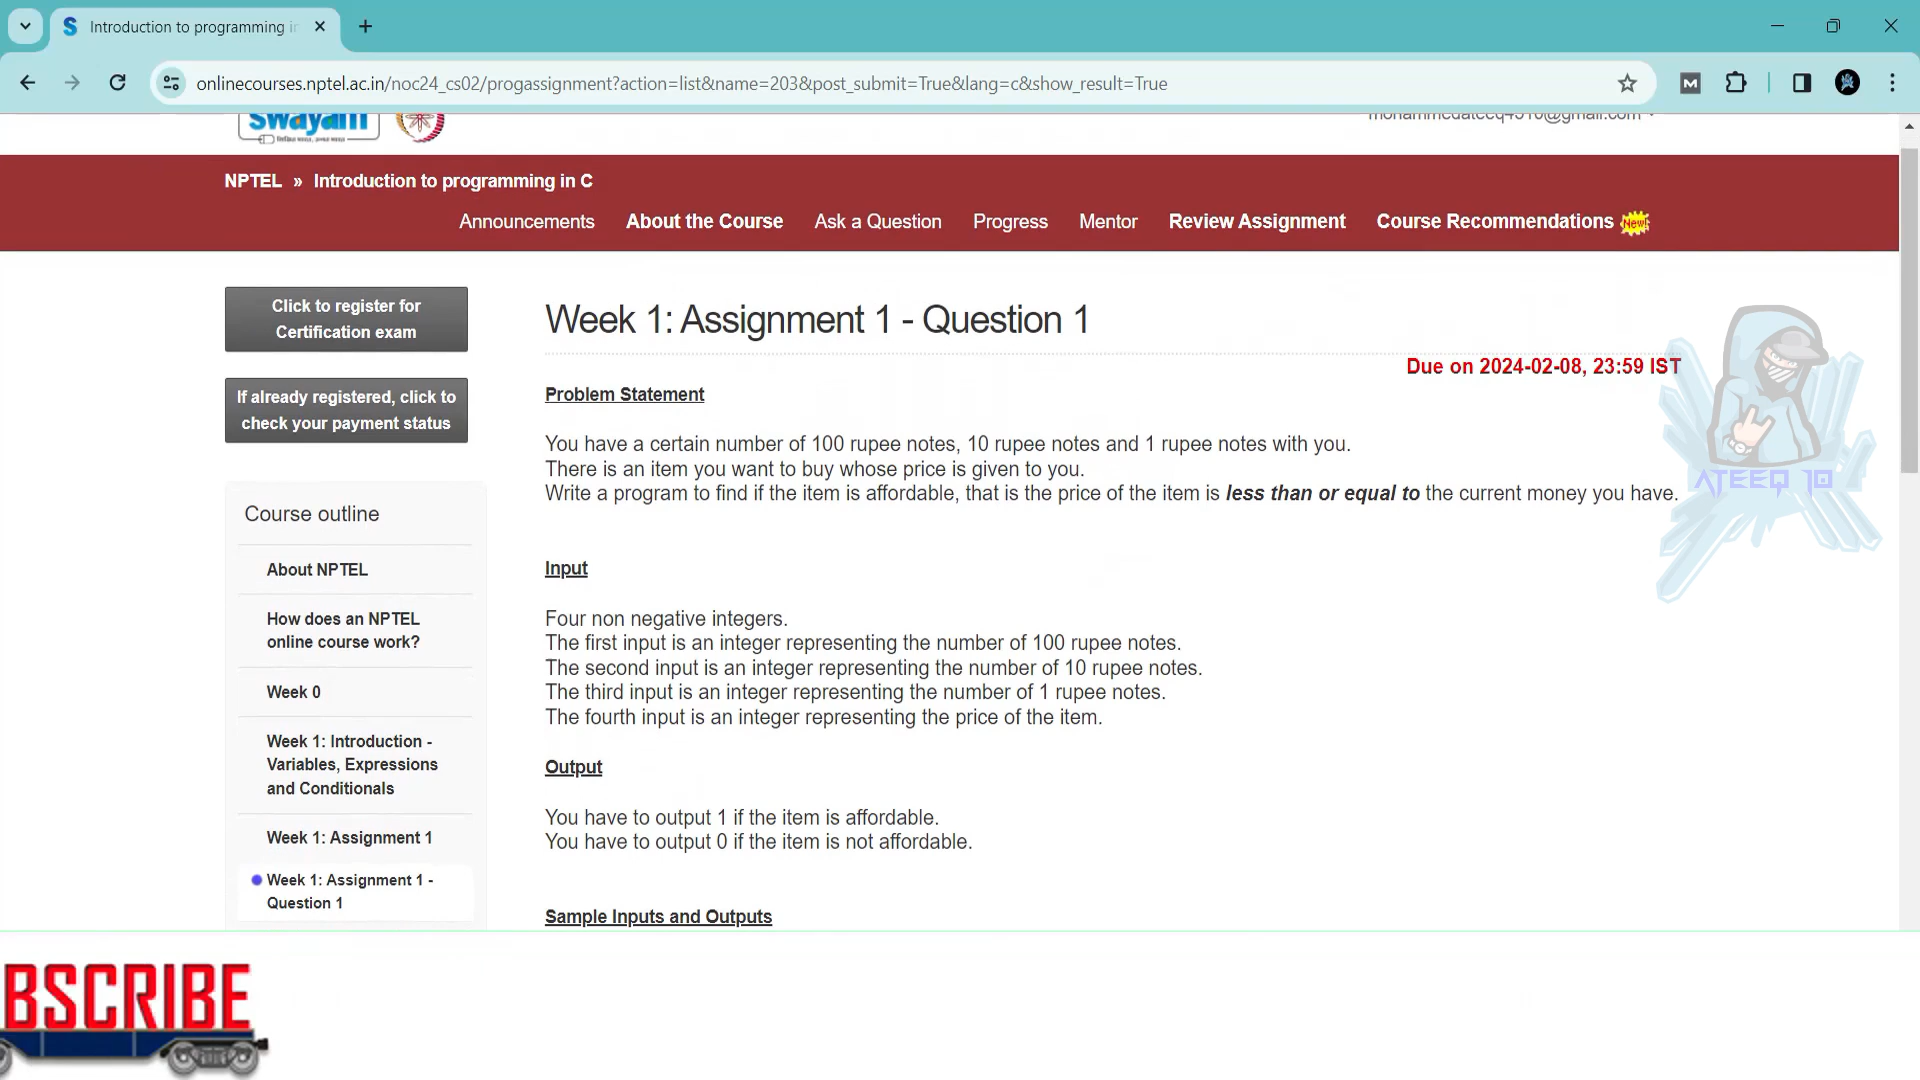 Introduction to programming in
onlinecourses.nptel.ac.in/noc24_cs02/progassignment?action=list&name=203&post_submit=True&lang=c&show_result=True
swayam
mohammedateeq4310@gmail.com
NPTEL » Introduction to programming in C
Announcements About the Course Ask a Question Progress Mentor Review Assignment Course Recommendations New!
Click to register for
Certification exam
If already registered, click to
check your payment status
Course outline
About NPTEL
How does an NPTEL
online course work?
Week 0
Week 1: Introduction -
Variables, Expressions
and Conditionals
Week 1: Assignment 1
Week 1: Assignment 1 -
Question 1
Week 1: Assignment 1 - Question 1
Due on 2024-02-08, 23:59 IST
Problem Statement
You have a certain number of 100 rupee notes, 10 rupee notes and 1 rupee notes with you.
There is an item you want to buy whose price is given to you.
Write a program to find if the item is affordable, that is the price of the item is less than or equal to the current money you have.
Input
Four non negative integers.
The first input is an integer representing the number of 100 rupee notes.
The second input is an integer representing the number of 10 rupee notes.
The third input is an integer representing the number of 1 rupee notes.
The fourth input is an integer representing the price of the item.
Output
You have to output 1 if the item is affordable.
You have to output 0 if the item is not affordable.
Sample Inputs and Outputs
ATEEQ 10
BSCRIBE